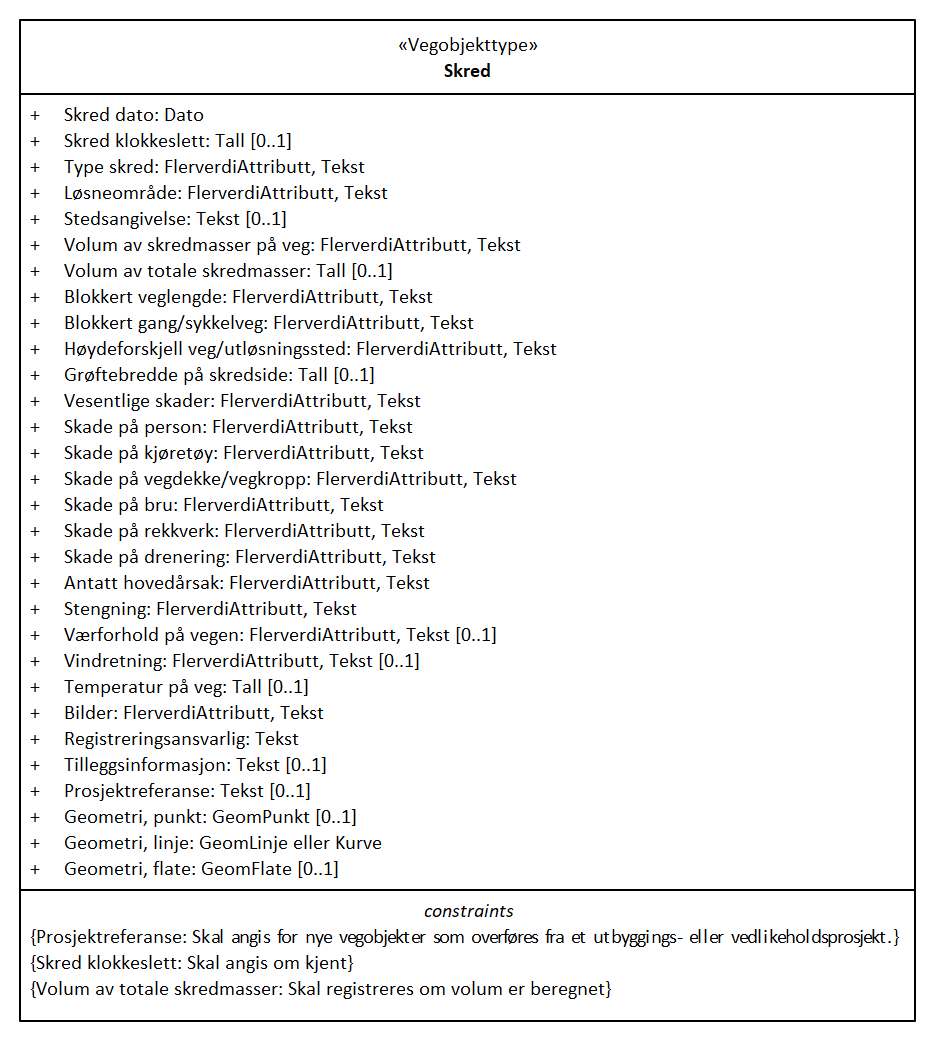 «Vegobjekttype»
Skred
+ Skred dato: Dato
+ Skred klokkeslett: Tall [0..1]
+ Type skred: FlerverdiAttributt, Tekst
+ Løsneområde: FlerverdiAttributt, Tekst
+ Stedsangivelse: Tekst [0..1]
+ Volum av skredmasser på veg: FlerverdiAttributt, Tekst
+ Volum av totale skredmasser: Tall [0..1]
+ Blokkert veglengde: FlerverdiAttributt, Tekst
+ Blokkert gang/sykkelveg: FlerverdiAttributt, Tekst
+ Høydeforskjell veg/utløsningssted: FlerverdiAttributt, Tekst
+ Grøftebredde på skredside: Tall [0..1]
+ Vesentlige skader: FlerverdiAttributt, Tekst
+ Skade på person: FlerverdiAttributt, Tekst
+ Skade på kjøretøy: FlerverdiAttributt, Tekst
+ Skade på vegdekke/vegkropp: FlerverdiAttributt, Tekst
+ Skade på bru: FlerverdiAttributt, Tekst
+ Skade på rekkverk: FlerverdiAttributt, Tekst
+ Skade på drenering: FlerverdiAttributt, Tekst
+ Antatt hovedårsak: FlerverdiAttributt, Tekst
+ Stengning: FlerverdiAttributt, Tekst
+ Værforhold på vegen: FlerverdiAttributt, Tekst [0..1]
+ Vindretning: FlerverdiAttributt, Tekst [0..1]
+ Temperatur på veg: Tall [0..1]
+ Bilder: FlerverdiAttributt, Tekst
+ Registreringsansvarlig: Tekst
+ Tilleggsinformasjon: Tekst [0..1]
+ Prosjektreferanse: Tekst [0..1]
+ Geometri, punkt: GeomPunkt [0..1]
+ Geometri, linje: GeomLinje eller Kurve
+ Geometri, flate: GeomFlate [0..1]
constraints
{Prosjektreferanse: Skal angis for nye vegobjekter som overføres fra et utbyggings- eller vedlikeholdsprosjekt.}
{Skred klokkeslett: Skal angis om kjent}
{Volum av totale skredmasser: Skal registreres om volum er beregnet}